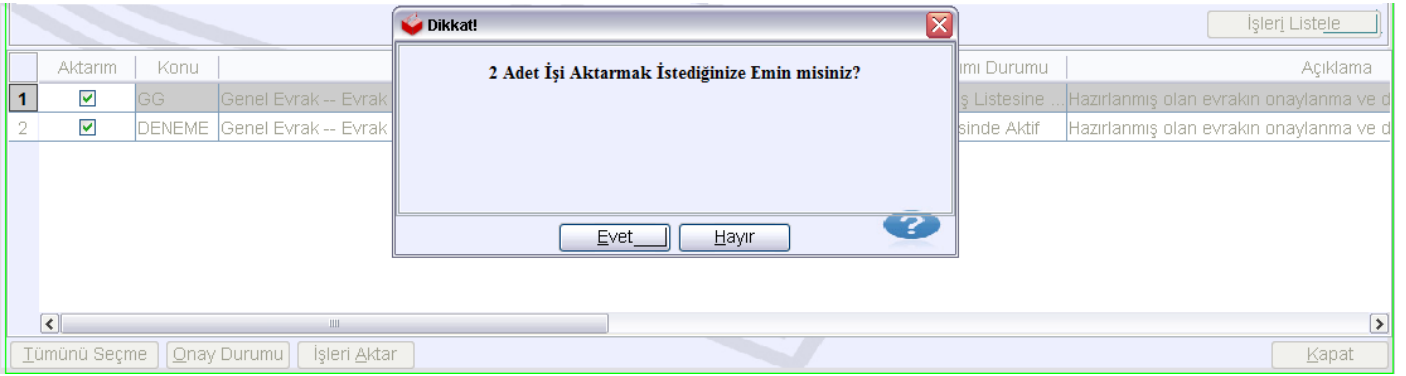 Dikkat!
İşleri Listele
2 Adet İşi Aktarmak İstediğinize Emin misiniz?
Aktarım Konu ımı Durumu Açıklama
1 GG Genel Evrak -- Evrak ş Listesine ... Hazırlanmış olan evrakın onaylanma ve d
2 DENEME Genel Evrak -- Evrak sinde Aktif Hazırlanmış olan evrakın onaylanma ve d
Evet Hayır
Tümünü Seçme Onay Durumu İşleri Aktar Kapat